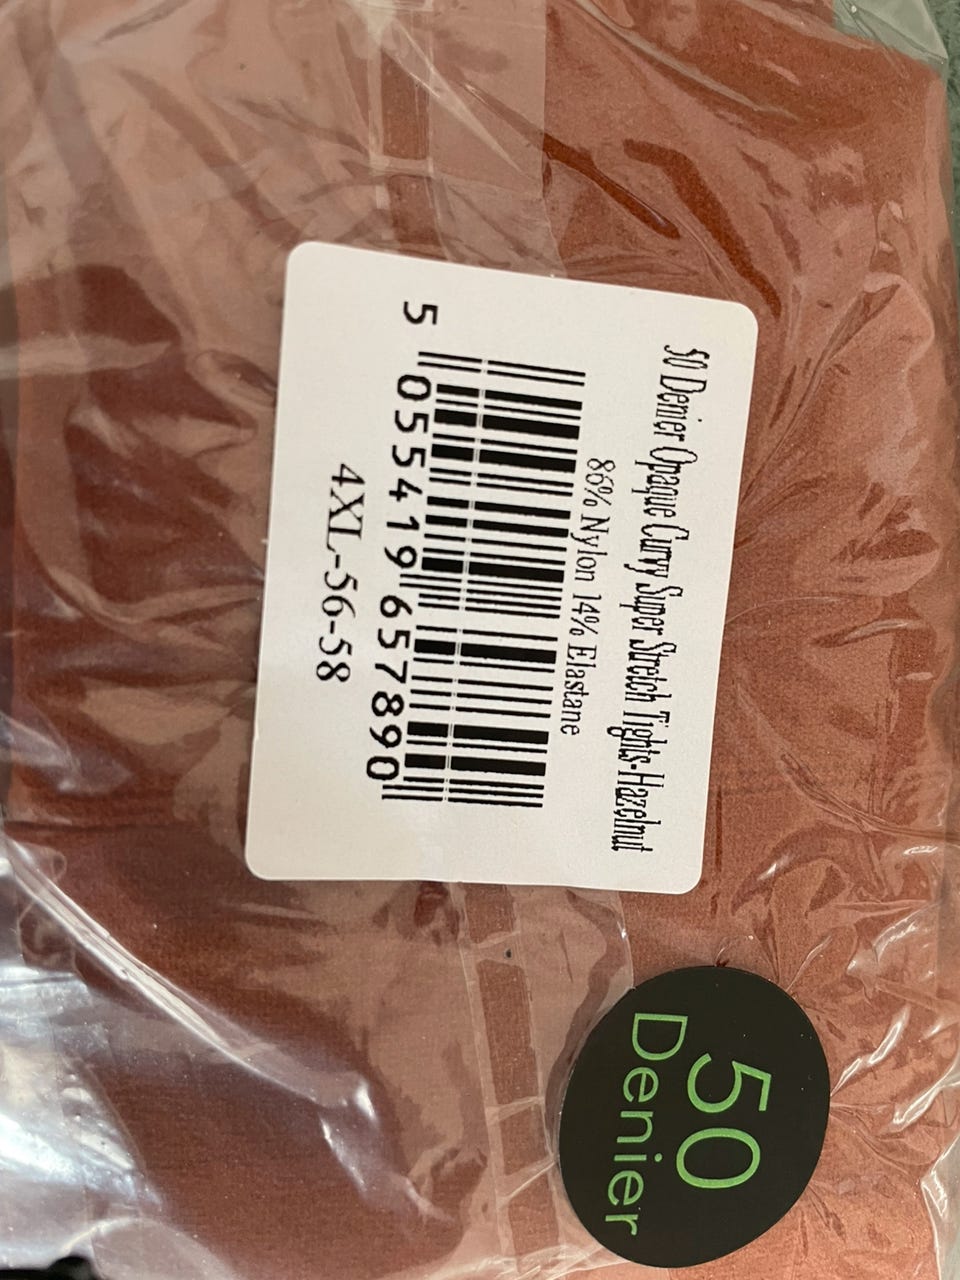 50 Denier Opaque Curvy Super Stretch Tights-Hazelnut
86% Nylon 14% Elastane
5 055419 657890
4XL-56-58
50
Denier